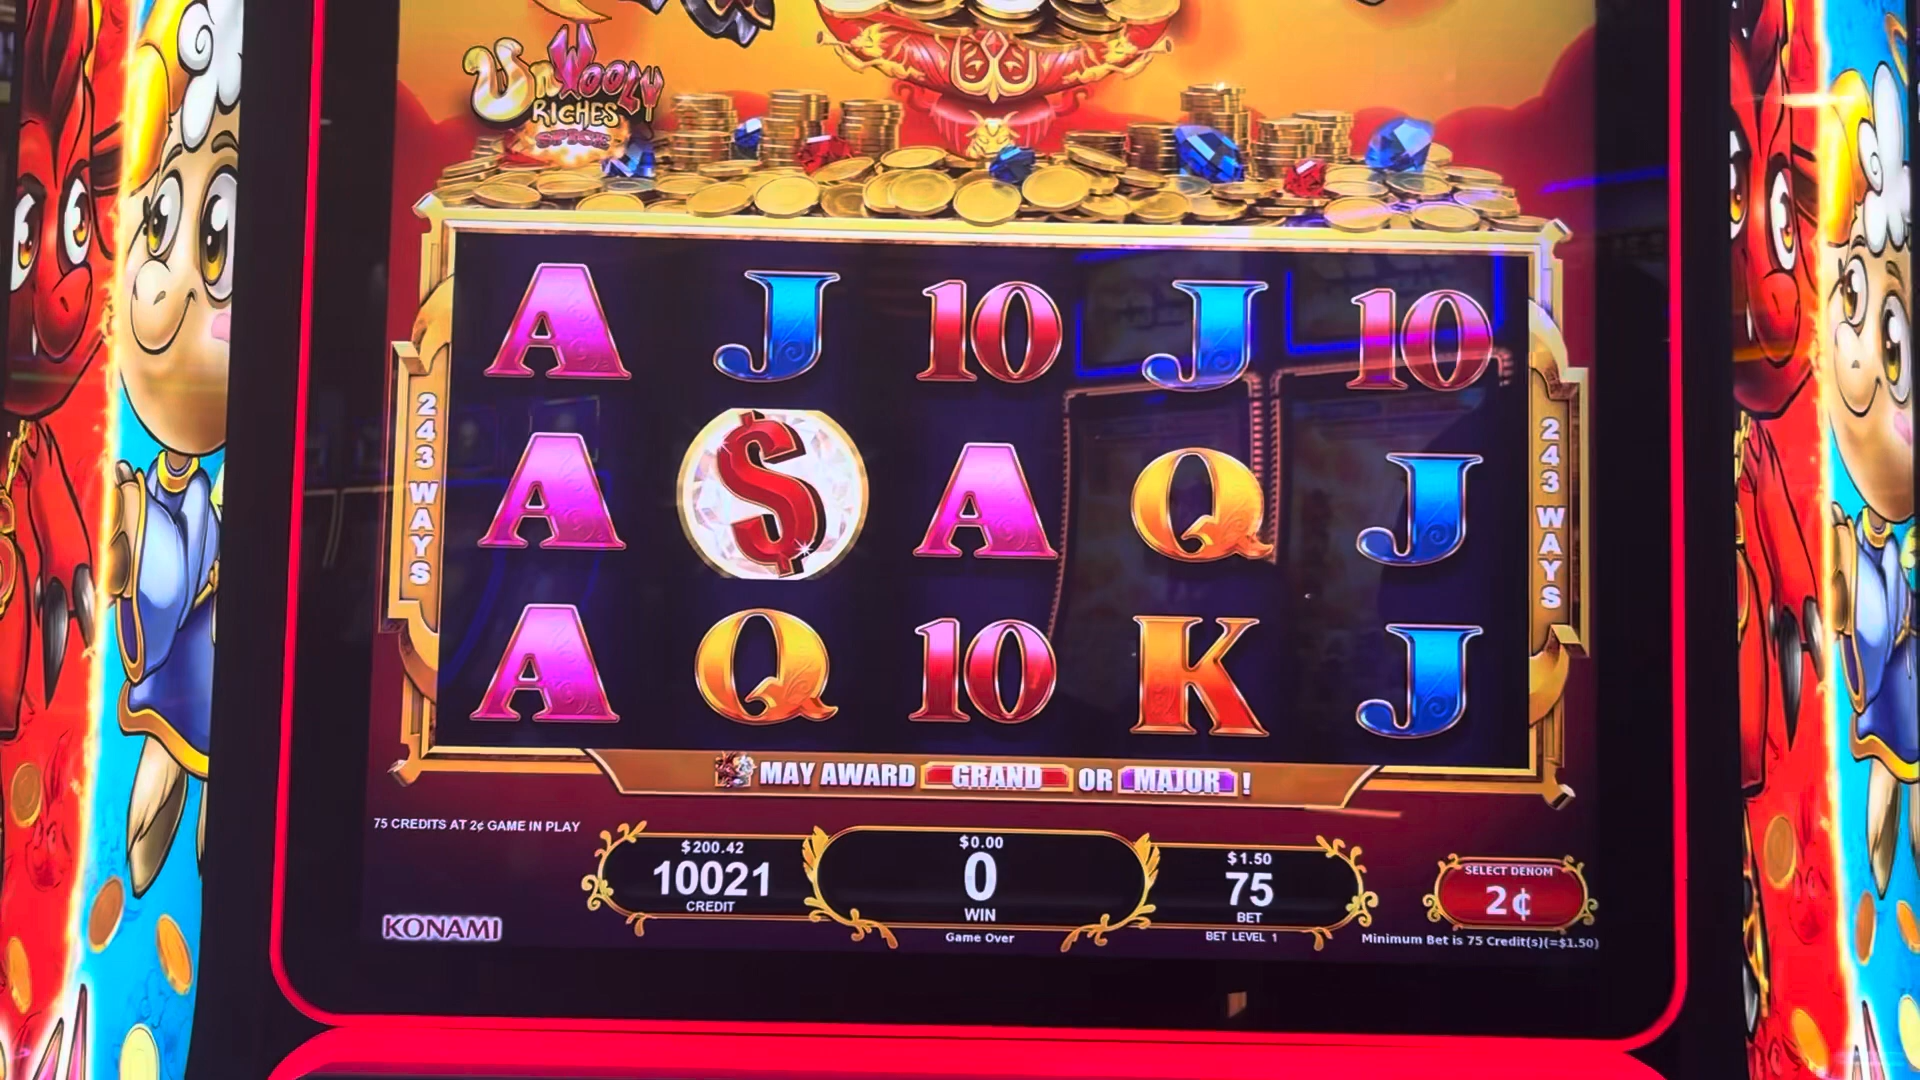 UnWOOLY
RICHES
SPICE
A J 10 J 10
A $ A Q J
A Q 10 K J
243 WAYS
243 WAYS
MAY AWARD GRAND OR MAJOR !
75 CREDITS AT 2¢ GAME IN PLAY
$200.42
10021
CREDIT
$0.00
0
WIN
Game Over
$1.50
75
BET
BET LEVEL 1
SELECT DENOM
2¢
Minimum Bet is 75 Credit(s)(=$1.50)
KONAMI